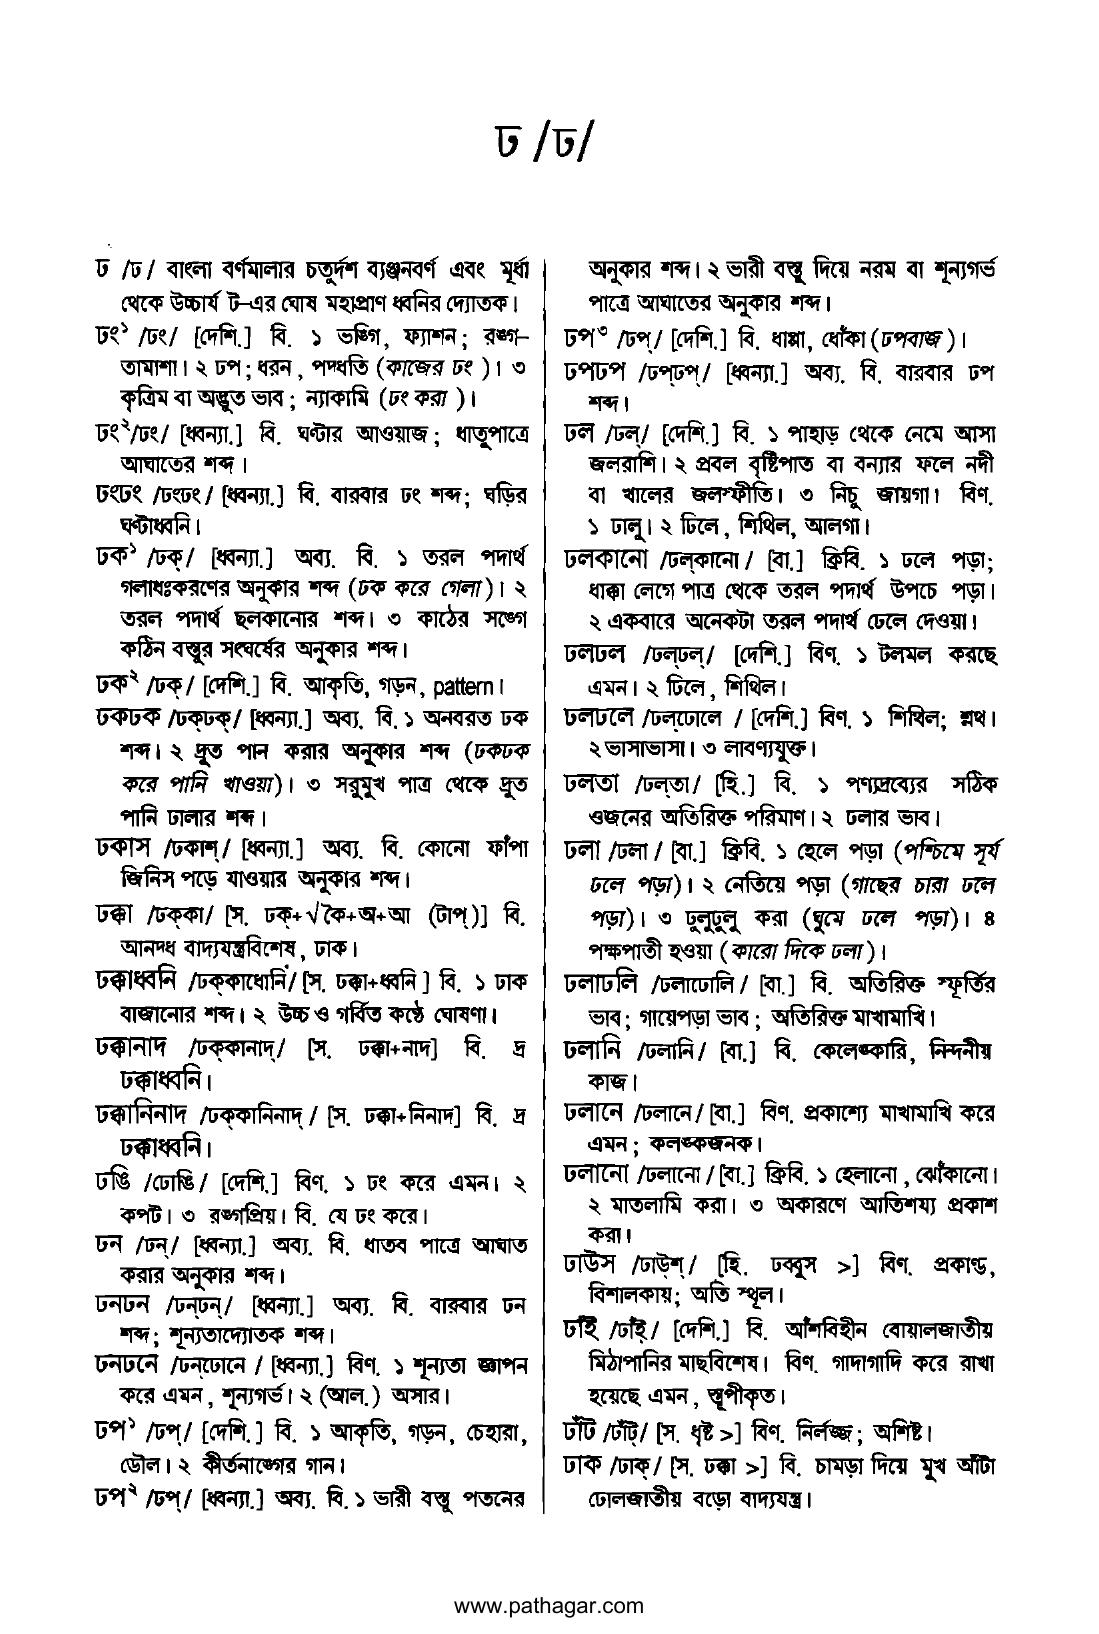 ঢ /ঢ/
ঢ /ঢ/ বাংলা বর্ণমালার চতুর্দশ ব্যঞ্জনবর্ণ এবং মূর্ধা
থেকে উচ্চার্য ট–এর ঘোষ মহাপ্রাণ ধ্বনির দ্যোতক।
ঢং১ /ঢং/ [দেশি.] বি. ১ ভঙ্গি, ফ্যাশন; রঙ্গ–
তামাশা। ২ ঢপ; ধরন, পদ্ধতি (কাজের ঢং)। ৩
কৃত্রিম বা অদ্ভুত ভাব; ন্যাকামি (ঢং করা)।
ঢং২/ঢং/ [ধ্বন্যা.] বি. ঘণ্টার আওয়াজ; ধাতুপাত্রে
আঘাতের শব্দ।
ঢংঢং /ঢংঢং/ [ধ্বন্যা.] বি. বারবার ঢং শব্দ; ঘড়ির
ঘণ্টাধ্বনি।
ঢক১ /ঢক্/ [ধ্বন্যা.] অব্য. বি. ১ তরল পদার্থ
গলাধঃকরণের অনুকার শব্দ (ঢক করে গেলা)। ২
তরল পদার্থ ছলকানোর শব্দ। ৩ কাঠের সঙ্গে
কঠিন বস্তুর সংঘর্ষের অনুকার শব্দ।
ঢক২ /ঢক্/ [দেশি.] বি. আকৃতি, গড়ন, pattern।
ঢকঢক /ঢক্ঢক্/ [ধ্বন্যা.] অব্য. বি. ১ অনবরত ঢক
শব্দ। ২ দ্রুত পান করার অনুকার শব্দ (ঢকঢক
করে পানি খাওয়া)। ৩ সরুমুখ পাত্র থেকে দ্রুত
পানি ঢালার শব্দ।
ঢকাস /ঢকাশ্/ [ধ্বন্যা.] অব্য. বি. কোনো ফাঁপা
জিনিস পড়ে যাওয়ার অনুকার শব্দ।
ঢক্কা /ঢক্‌কা/ [স. ঢক্+√কৈ+অ+আ (টাপ্)] বি.
আনদ্ধ বাদ্যযন্ত্রবিশেষ, ঢাক।
ঢক্কাধ্বনি /ঢক্‌কাধোনি/ [স. ঢক্কা+ধ্বনি] বি. ১ ঢাক
বাজানোর শব্দ। ২ উচ্চ ও গর্বিত কণ্ঠে ঘোষণা।
ঢক্কানাদ /ঢক্‌কানাদ্/ [স. ঢক্কা+নাদ] বি. দ্র
ঢক্কাধ্বনি।
ঢক্কানিনাদ /ঢক্‌কানিনাদ্/ [স. ঢক্কা+নিনাদ] বি. দ্র
ঢক্কাধ্বনি।
ঢঙি /ঢোঙি/ [দেশি.] বিণ. ১ ঢং করে এমন। ২
কপট। ৩ রঙ্গপ্রিয়। বি. যে ঢং করে।
ঢন /ঢন্/ [ধ্বন্যা.] অব্য. বি. ধাতব পাত্রে আঘাত
করার অনুকার শব্দ।
ঢনঢন /ঢন্‌ঢন্/ [ধ্বন্যা.] অব্য. বি. বারবার ঢন
শব্দ; শূন্যতাদ্যোতক শব্দ।
ঢনঢনে /ঢন্‌ঢোনে/ [ধ্বন্যা.] বিণ. ১ শূন্যতা জ্ঞাপন
করে এমন, শূন্যগর্ভ। ২ (আল.) অসার।
ঢপ১ /ঢপ্/ [দেশি.] বি. ১ আকৃতি, গড়ন, চেহারা,
ডৌল। ২ কীর্তনাঙ্গের গান।
ঢপ২ /ঢপ্/ [ধ্বন্যা.] অব্য. বি. ১ ভারী বস্তু পতনের
অনুকার শব্দ। ২ ভারী বস্তু দিয়ে নরম বা শূন্যগর্ভ
পাত্রে আঘাতের অনুকার শব্দ।
ঢপ৩ /ঢপ্/ [দেশি.] বি. ধাপ্পা, ধোঁকা (ঢপবাজ)।
ঢপঢপ /ঢপ্‌ঢপ্/ [ধ্বন্যা.] অব্য. বি. বারবার ঢপ
শব্দ।
ঢল /ঢল্/ [দেশি.] বি. ১ পাহাড় থেকে নেমে আসা
জলরাশি। ২ প্রবল বৃষ্টিপাত বা বন্যার ফলে নদী
বা খালের জলস্ফীতি। ৩ নিচু জায়গা। বিণ.
১ ঢালু। ২ ঢিলে, শিথিল, আলগা।
ঢলকানো /ঢল্‌কানো/ [বা.] ক্রিবি. ১ ঢলে পড়া;
ধাক্কা লেগে পাত্র থেকে তরল পদার্থ উপচে পড়া।
২ একবারে অনেকটা তরল পদার্থ ঢেলে দেওয়া।
ঢলঢল /ঢল্‌ঢল্/ [দেশি.] বিণ. ১ টলমল করছে
এমন। ২ ঢিলে, শিথিল।
ঢলঢলে /ঢল্‌ঢোলে/ [দেশি.] বিণ. ১ শিথিল; শ্লথ।
২ ভাসাভাসা। ৩ লাবণ্যযুক্ত।
ঢলতা /ঢল্‌তা/ [হি.] বি. ১ পণ্যদ্রব্যের সঠিক
ওজনের অতিরিক্ত পরিমাণ। ২ ঢলার ভাব।
ঢলা /ঢলা/ [বা.] ক্রিবি. ১ হেলে পড়া (পশ্চিমে সূর্য
ঢলে পড়া)। ২ নেতিয়ে পড়া (গাছের চারা ঢলে
পড়া)। ৩ ঢুলুঢুলু করা (ঘুমে ঢলে পড়া)। ৪
পক্ষপাতী হওয়া (কারো দিকে ঢলা)।
ঢলাঢলি /ঢলাঢোলি/ [বা.] বি. অতিরিক্ত স্ফূর্তির
ভাব; গায়েপড়া ভাব; অতিরিক্ত মাখামাখি।
ঢলানি /ঢলানি/ [বা.] বি. কেলেঙ্কারি, নিন্দনীয়
কাজ।
ঢলানে /ঢলানে/ [বা.] বিণ. প্রকাশ্যে মাখামাখি করে
এমন; কলঙ্কজনক।
ঢলানো /ঢলানো/ [বা.] ক্রিবি. ১ হেলানো, ঝোঁকানো।
২ মাতলামি করা। ৩ অকারণে আতিশয্য প্রকাশ
করা।
ঢাউস /ঢাউশ্/ [হি. ঢব্বুস >] বিণ. প্রকাণ্ড,
বিশালকায়; অতি স্থূল।
ঢাঁই /ঢাঁই্/ [দেশি.] বি. আঁশবিহীন বোয়ালজাতীয়
মিঠাপানির মাছবিশেষ। বিণ. গাদাগাদি করে রাখা
হয়েছে এমন, স্তূপীকৃত।
ঢাঁট /ঢাঁট্/ [স. ধৃষ্ট >] বিণ. নির্লজ্জ; অশিষ্ট।
ঢাক /ঢাক্/ [স. ঢক্কা >] বি. চামড়া দিয়ে মুখ আঁটা
ঢোলজাতীয় বড়ো বাদ্যযন্ত্র।
www.pathagar.com